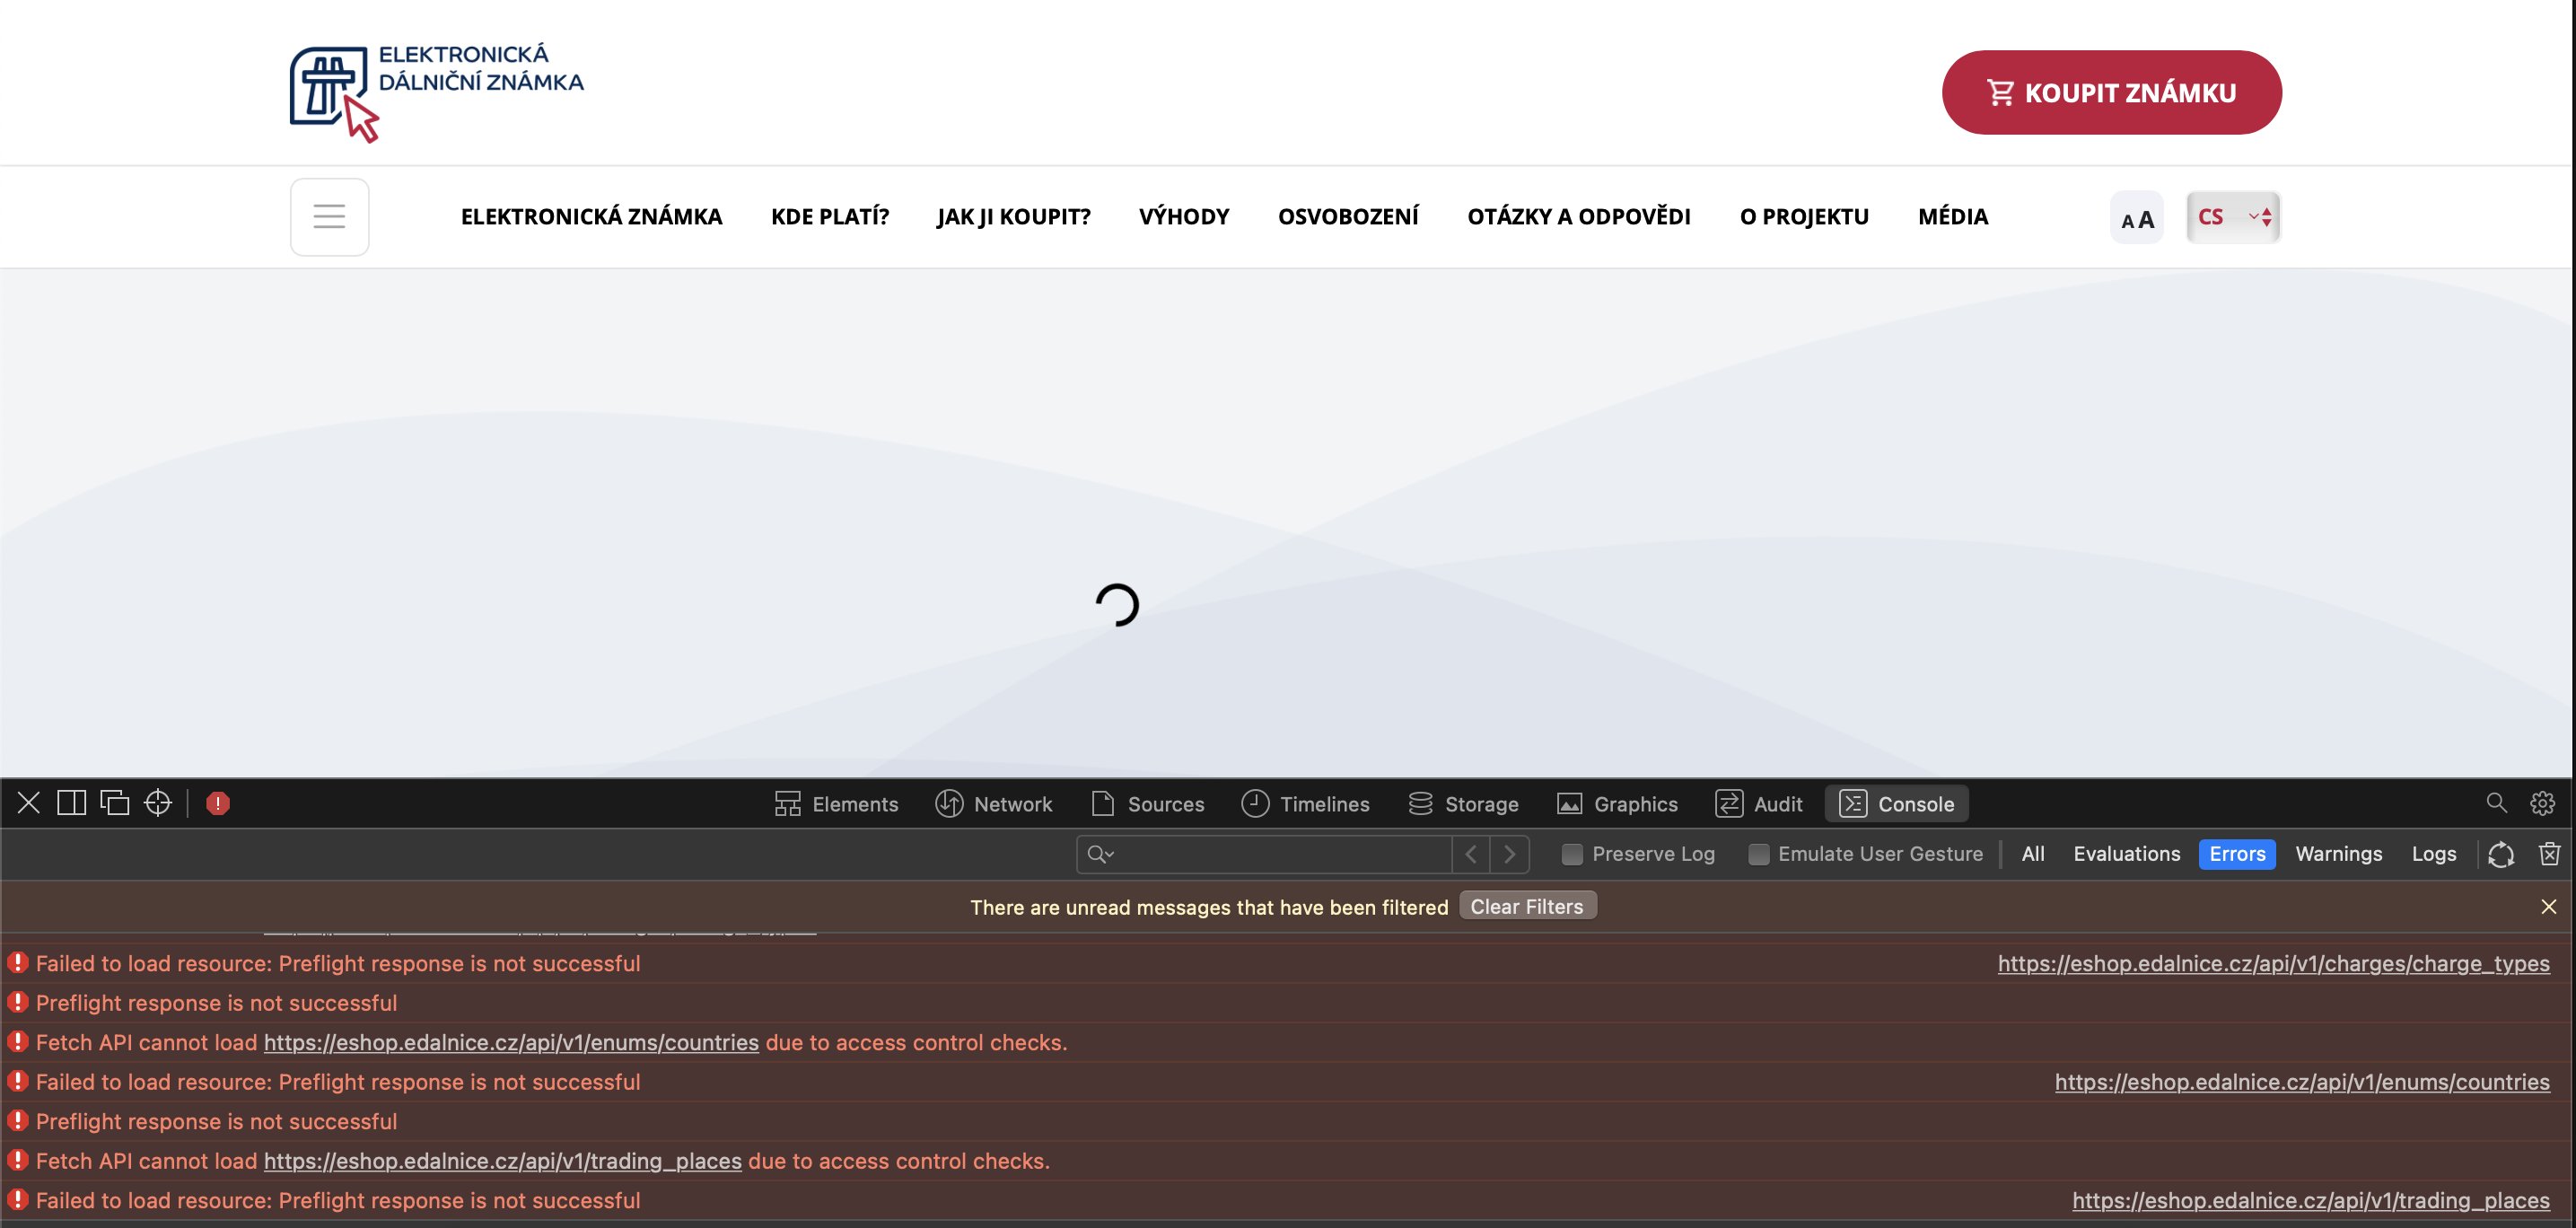 ELEKTRONICKÁ
DÁLNIČNÍ ZNÁMKA
KOUPIT ZNÁMKU
ELEKTRONICKÁ ZNÁMKA KDE PLATÍ? JAK JI KOUPIT? VÝHODY OSVOBOZENÍ OTÁZKY A ODPOVĚDI O PROJEKTU MÉDIA A A CS
Elements Network Sources Timelines Storage Graphics Audit Console
Preserve Log Emulate User Gesture All Evaluations Errors Warnings Logs
There are unread messages that have been filtered Clear Filters
Failed to load resource: Preflight response is not successful https://eshop.edalnice.cz/api/v1/charges/charge_types
Preflight response is not successful
Fetch API cannot load https://eshop.edalnice.cz/api/v1/enums/countries due to access control checks.
Failed to load resource: Preflight response is not successful https://eshop.edalnice.cz/api/v1/enums/countries
Preflight response is not successful
Fetch API cannot load https://eshop.edalnice.cz/api/v1/trading_places due to access control checks.
Failed to load resource: Preflight response is not successful https://eshop.edalnice.cz/api/v1/trading_places